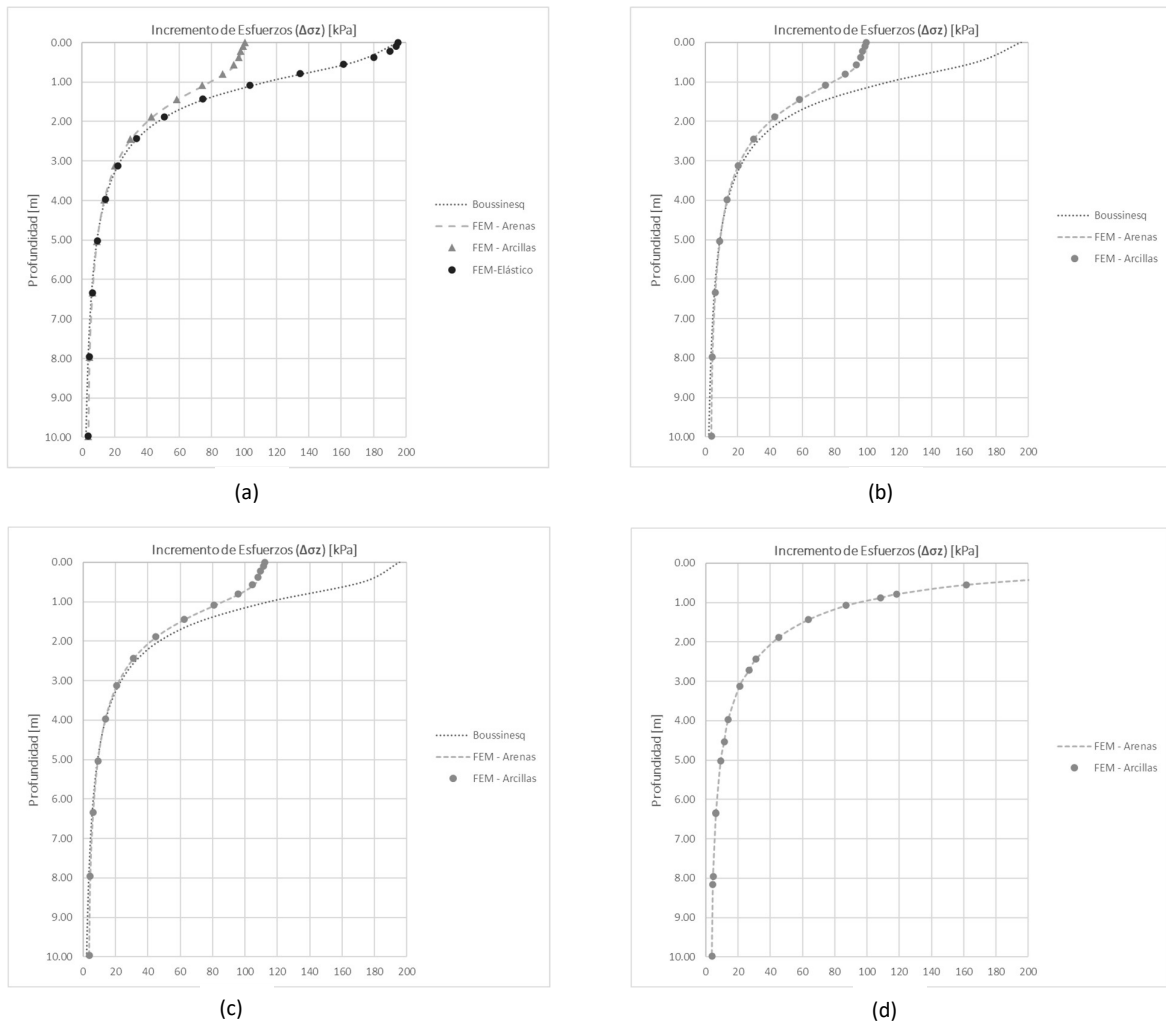 Incremento de Esfuerzos (Δσz) [kPa]
0.00
1.00
2.00
3.00
4.00
5.00
6.00
7.00
8.00
9.00
10.00
Profundidad [m]
0 20 40 60 80 100 120 140 160 180 200
Boussinesq
FEM - Arenas
FEM - Arcillas
FEM-Elástico
(a)
Incremento de Esfuerzos (Δσz) [kPa]
0.00
1.00
2.00
3.00
4.00
5.00
6.00
7.00
8.00
9.00
10.00
Profundidad [m]
0 20 40 60 80 100 120 140 160 180 200
Boussinesq
FEM - Arenas
FEM - Arcillas
(b)
Incremento de Esfuerzos (Δσz) [kPa]
0.00
1.00
2.00
3.00
4.00
5.00
6.00
7.00
8.00
9.00
10.00
Profundidad [m]
0 20 40 60 80 100 120 140 160 180 200
Boussinesq
FEM - Arenas
FEM - Arcillas
(c)
Incremento de Esfuerzos (Δσz) [kPa]
0.00
1.00
2.00
3.00
4.00
5.00
6.00
7.00
8.00
9.00
10.00
Profundidad [m]
0 20 40 60 80 100 120 140 160 180 200
FEM - Arenas
FEM - Arcillas
(d)